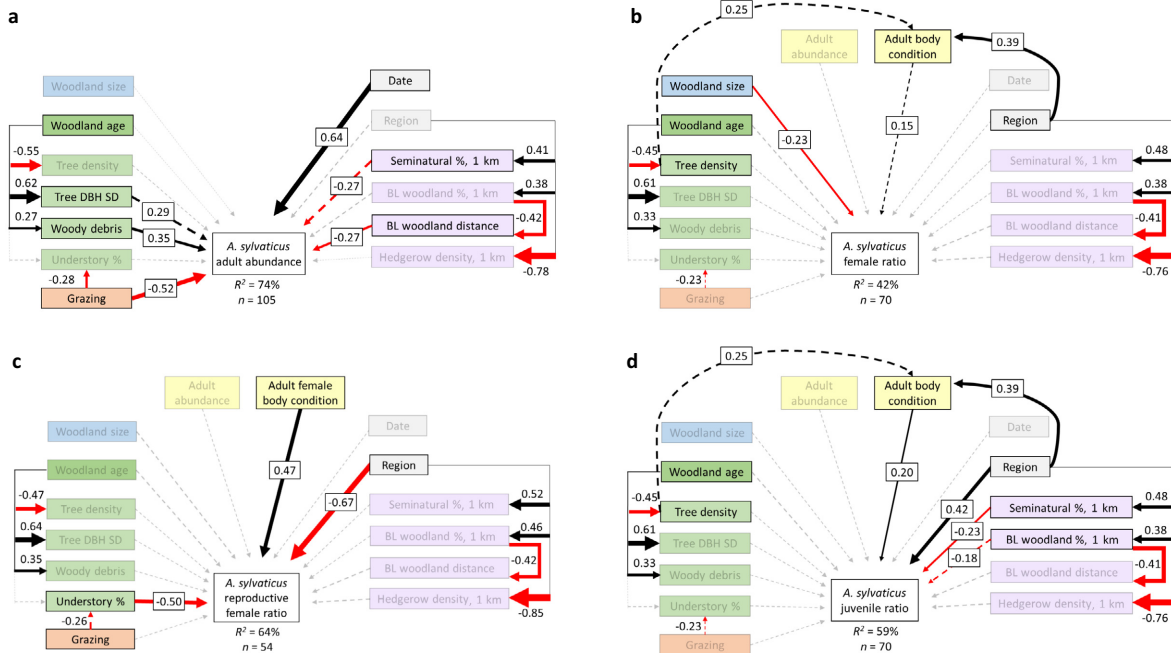 a
Woodland size
Date
Woodland age
0.64
Region
-0.55
Tree density
Seminatural %, 1 km
0.41
0.62
Tree DBH SD
-0.27
BL woodland %, 1 km
0.38
0.27
0.29
Woody debris
0.35
-0.27
BL woodland distance
-0.42
Understory %
A. sylvaticus
adult abundance
Hedgerow density, 1 km
-0.28
-0.52
-0.78
Grazing
R² = 74%
n = 105
b
0.25
Adult
abundance
Adult body
condition
0.39
Woodland size
Date
Woodland age
-0.23
0.15
Region
-0.45
Tree density
Seminatural %, 1 km
0.48
0.61
Tree DBH SD
BL woodland %, 1 km
0.38
0.33
Woody debris
BL woodland distance
-0.41
Understory %
A. sylvaticus
female ratio
Hedgerow density, 1 km
-0.23
-0.76
Grazing
R² = 42%
n = 70
c
Adult
abundance
Adult female
body condition
Woodland size
Date
Woodland age
0.47
Region
-0.47
-0.67
Tree density
Seminatural %, 1 km
0.52
0.64
Tree DBH SD
BL woodland %, 1 km
0.46
0.35
Woody debris
BL woodland distance
-0.42
Understory %
-0.50
A. sylvaticus
reproductive
female ratio
Hedgerow density, 1 km
-0.26
-0.85
Grazing
R² = 64%
n = 54
d
0.25
Adult
abundance
Adult body
condition
0.39
Woodland size
Date
Woodland age
0.20
Region
-0.45
Tree density
0.42
Seminatural %, 1 km
0.48
0.61
Tree DBH SD
-0.23
BL woodland %, 1 km
0.38
-0.18
0.33
Woody debris
BL woodland distance
-0.41
Understory %
A. sylvaticus
juvenile ratio
Hedgerow density, 1 km
-0.23
-0.76
Grazing
R² = 59%
n = 70